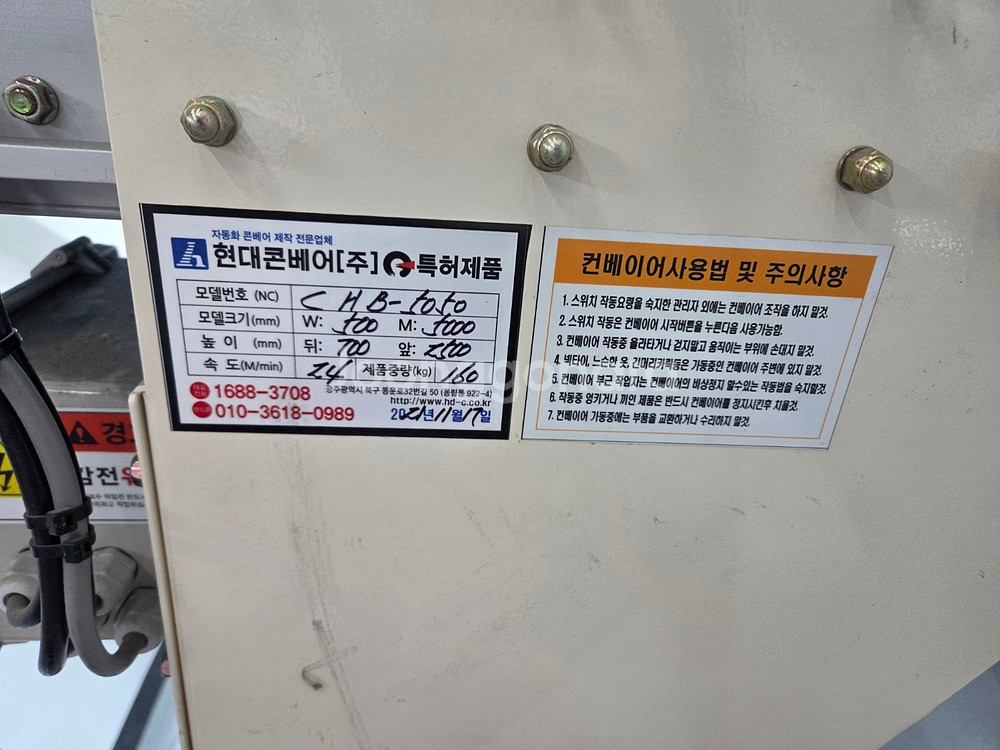 자동화 콘베어 제작 전문업체
현대콘베어[주] 특허제품
모델번호 (NC) CHB-5050
모델크기(mm) W: 500 M: 5000
높 이 (mm) 뒤: 700 앞: 2500
속 도(M/min) 24 제품중량(kg) 160
1688-3708
광주광역시 북구 동운로32번길 50 (동림동 922-4)
http://www.hd-c.co.kr
010-3618-0989
2021년 11월 17일
컨베이어사용법 및 주의사항
1. 스위치 작동요령을 숙지한 관리자 외에는 컨베이어 조작을 하지 말것.
2. 스위치 작동은 컨베이어 시작버튼을 누른다음 사용가능함.
3. 컨베이어 작동중 올라타거나 걷지말고 움직이는 부위에 손대지 말것.
4. 넥타이, 느슨한 옷, 긴머리가락등은 가동중인 컨베이어 주변에 있지 말것.
5. 컨베이어 부근 작업자는 컨베이어의 비상정지 할수있는 작동법을 숙지할것.
6. 작동중 엉키거나 끼인 제품은 반드시 컨베이어를 정지시킨후 치울것.
7. 컨베이어 가동중에는 부품을 교환하거나 수리하지 말것.
경고
감전